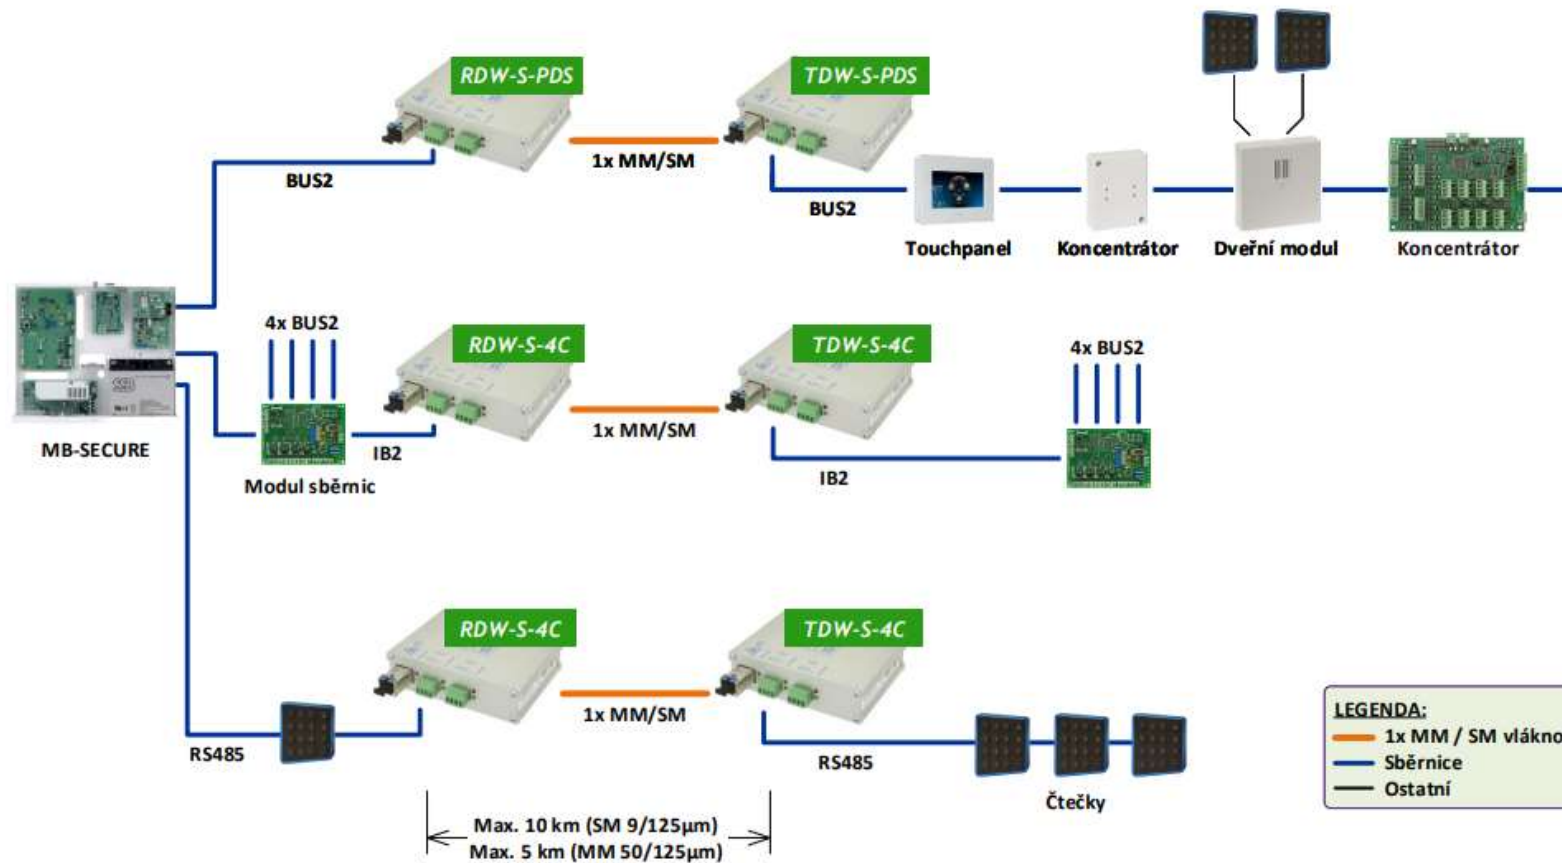 RDW-S-PDS
TDW-S-PDS
1x MM/SM
BUS2
BUS2
Touchpanel
Koncentrátor
Dveřní modul
Koncentrátor
4x BUS2
RDW-S-4C
TDW-S-4C
4x BUS2
1x MM/SM
MB-SECURE
IB2
IB2
Modul sběrnic
RDW-S-4C
TDW-S-4C
1x MM/SM
RS485
RS485
Čtečky
LEGENDA:
1x MM / SM vlákno
Sběrnice
Ostatní
Max. 10 km (SM 9/125µm)
Max. 5 km (MM 50/125µm)